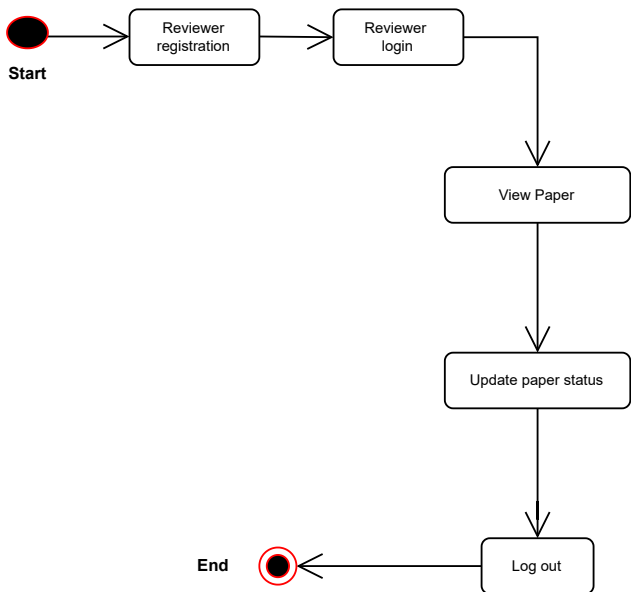 Reviewer
registration
Reviewer
login
Start
View Paper
Update paper status
End
Log out